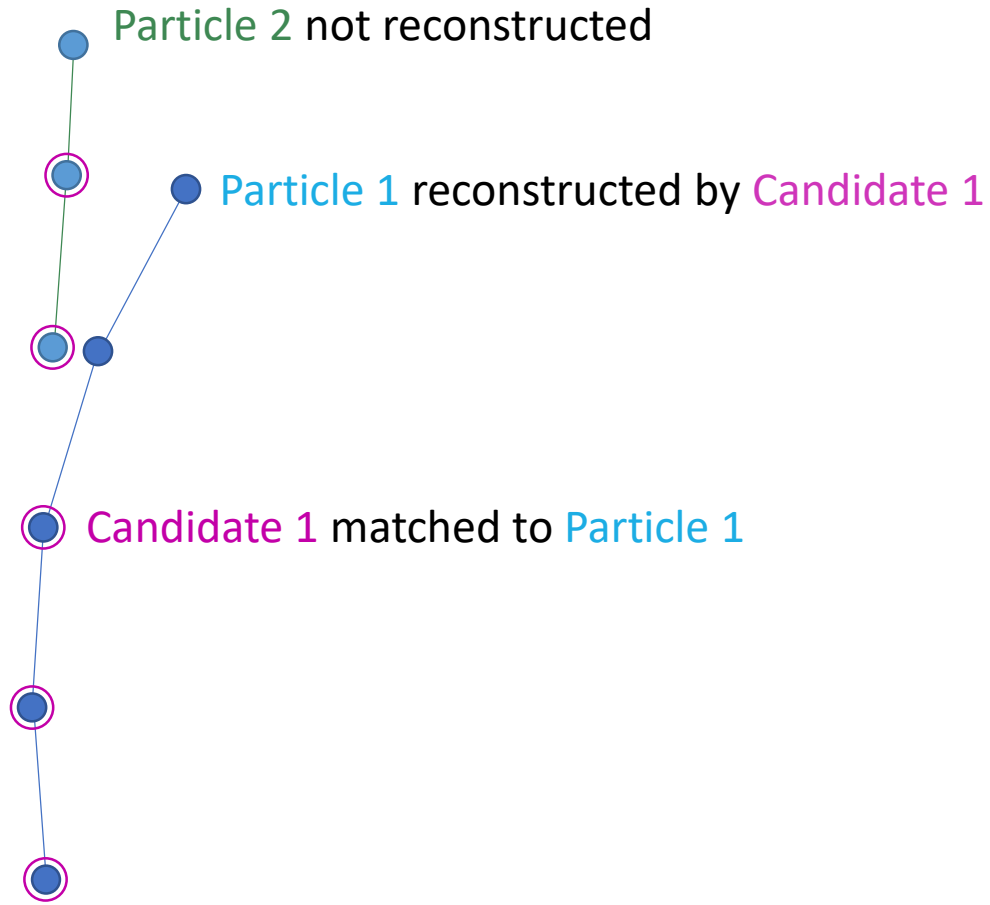 Particle 2 not reconstructed
Particle 1 reconstructed by Candidate 1
Candidate 1 matched to Particle 1